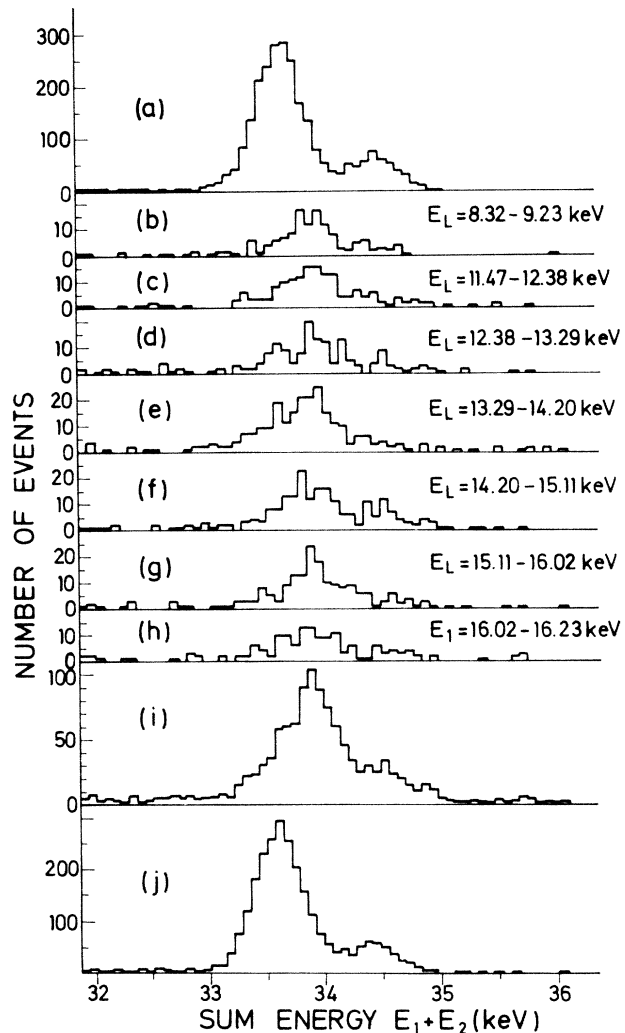 300
200
(a)
100
0
10
(b)
E_L = 8.32 - 9.23 keV
0
10
(c)
E_L = 11.47 - 12.38 keV
0
10
(d)
E_L = 12.38 - 13.29 keV
0
20
(e)
E_L = 13.29 - 14.20 keV
10
0
20
(f)
E_L = 14.20 - 15.11 keV
10
0
20
(g)
E_L = 15.11 - 16.02 keV
10
0
10
(h)
E_1 = 16.02 - 16.23 keV
0
100
(i)
50
0
200
(j)
100
32 33 34 35 36
SUM ENERGY E_1 + E_2 (keV)
NUMBER OF EVENTS